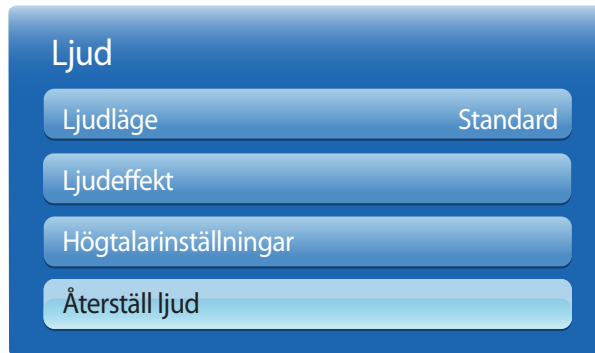 Ljud
Ljudläge Standard
Ljudeffekt
Högtalarinställningar
Återställ ljud